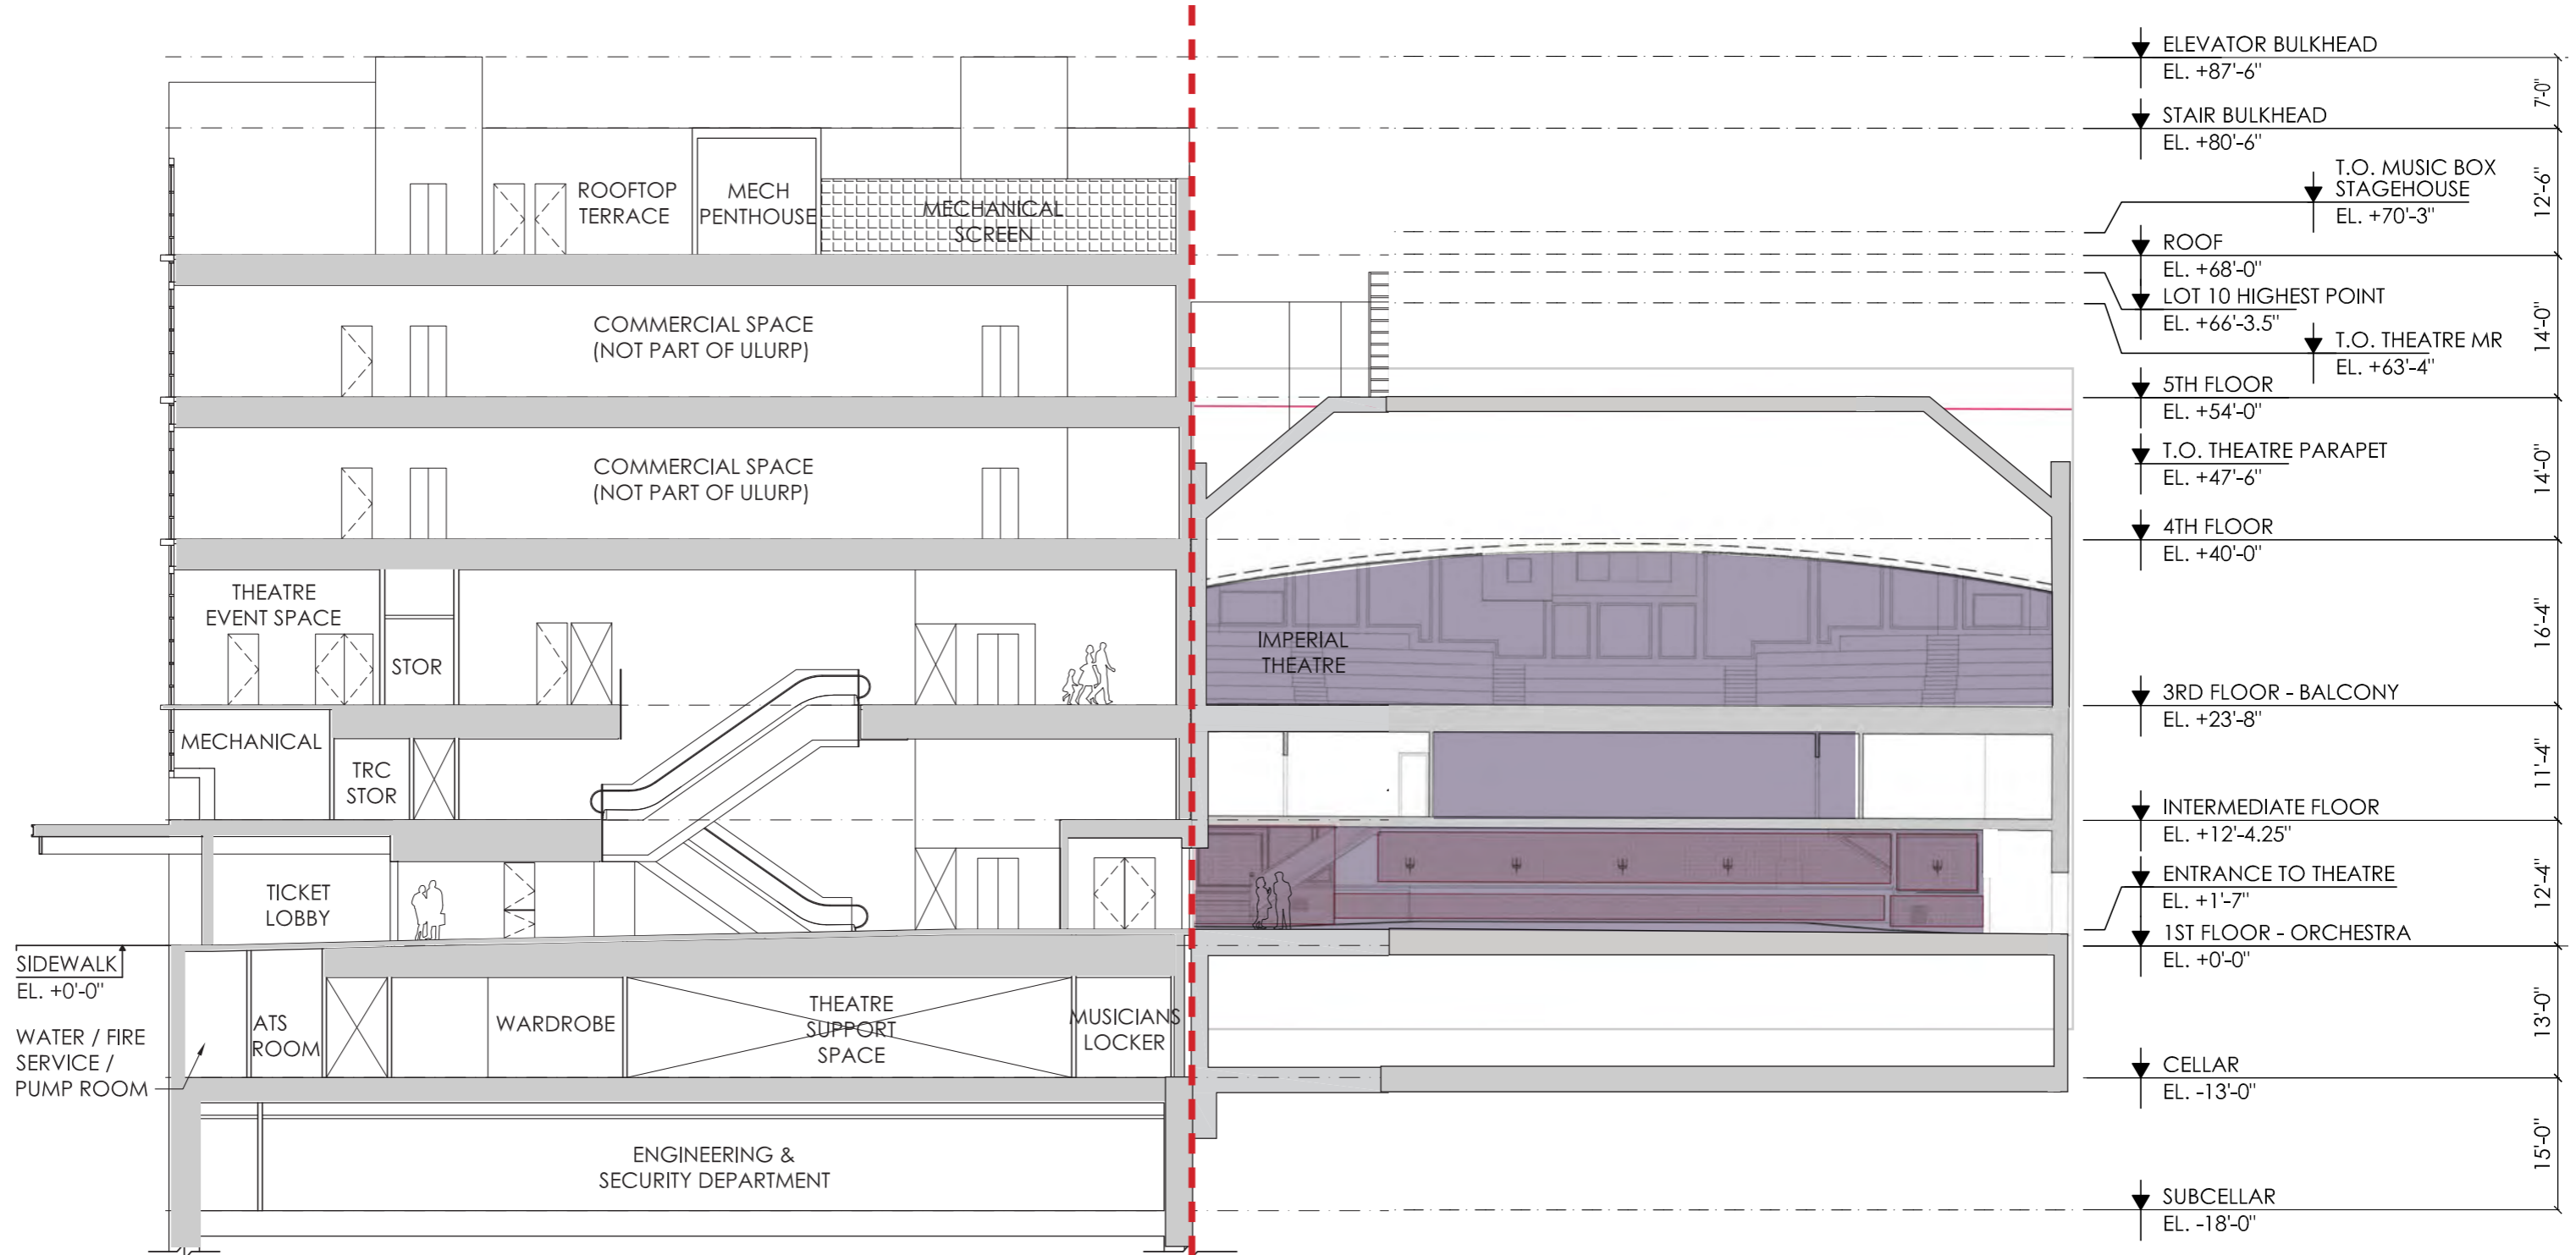 ELEVATOR BULKHEAD
EL. +87'-6"
7'-0"
STAIR BULKHEAD
EL. +80'-6"
T.O. MUSIC BOX
STAGEHOUSE
EL. +70'-3"
12'-6"
ROOF
EL. +68'-0"
LOT 10 HIGHEST POINT
EL. +66'-3.5"
14'-0"
T.O. THEATRE MR
EL. +63'-4"
5TH FLOOR
EL. +54'-0"
T.O. THEATRE PARAPET
EL. +47'-6"
14'-0"
4TH FLOOR
EL. +40'-0"
16'-4"
3RD FLOOR - BALCONY
EL. +23'-8"
11'-4"
INTERMEDIATE FLOOR
EL. +12'-4.25"
ENTRANCE TO THEATRE
EL. +1'-7"
12'-4"
1ST FLOOR - ORCHESTRA
EL. +0'-0"
13'-0"
CELLAR
EL. -13'-0"
15'-0"
SUBCELLAR
EL. -18'-0"
ROOFTOP
TERRACE
MECH
PENTHOUSE
MECHANICAL
SCREEN
COMMERCIAL SPACE
(NOT PART OF ULURP)
COMMERCIAL SPACE
(NOT PART OF ULURP)
THEATRE
EVENT SPACE
STOR
IMPERIAL
THEATRE
MECHANICAL
TRC
STOR
TICKET
LOBBY
SIDEWALK
EL. +0'-0"
WATER / FIRE
SERVICE /
PUMP ROOM
ATS
ROOM
WARDROBE
THEATRE
SUPPORT
SPACE
MUSICIANS
LOCKER
ENGINEERING &
SECURITY DEPARTMENT